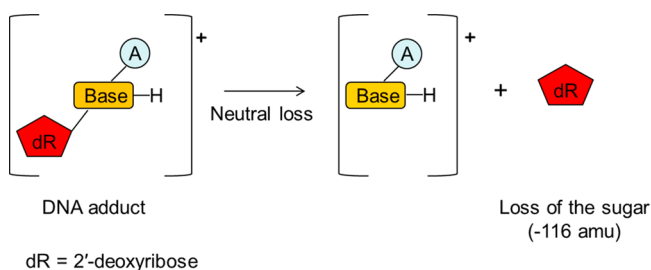 +
A
Base
H
dR
DNA adduct
dR = 2′-deoxyribose
Neutral loss
+
A
Base
H
+
dR
Loss of the sugar
(-116 amu)